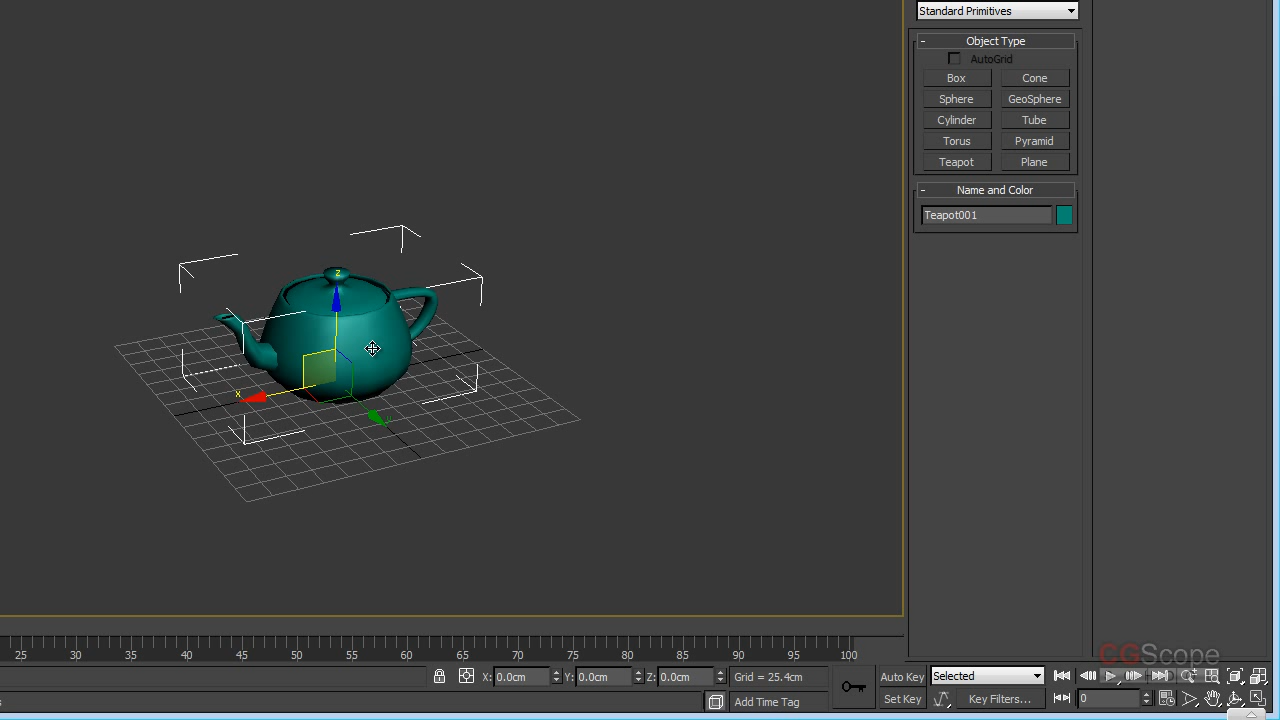 Standard Primitives
- Object Type
AutoGrid
Box Cone
Sphere GeoSphere
Cylinder Tube
Torus Pyramid
Teapot Plane
- Name and Color
Teapot001
z
x
y
25 30 35 40 45 50 55 60 65 70 75 80 85 90 95 100
CGScope
X: 0.0cm Y: 0.0cm Z: 0.0cm Grid = 25.4cm Auto Key Selected
s Add Time Tag Set Key Key Filters... 0